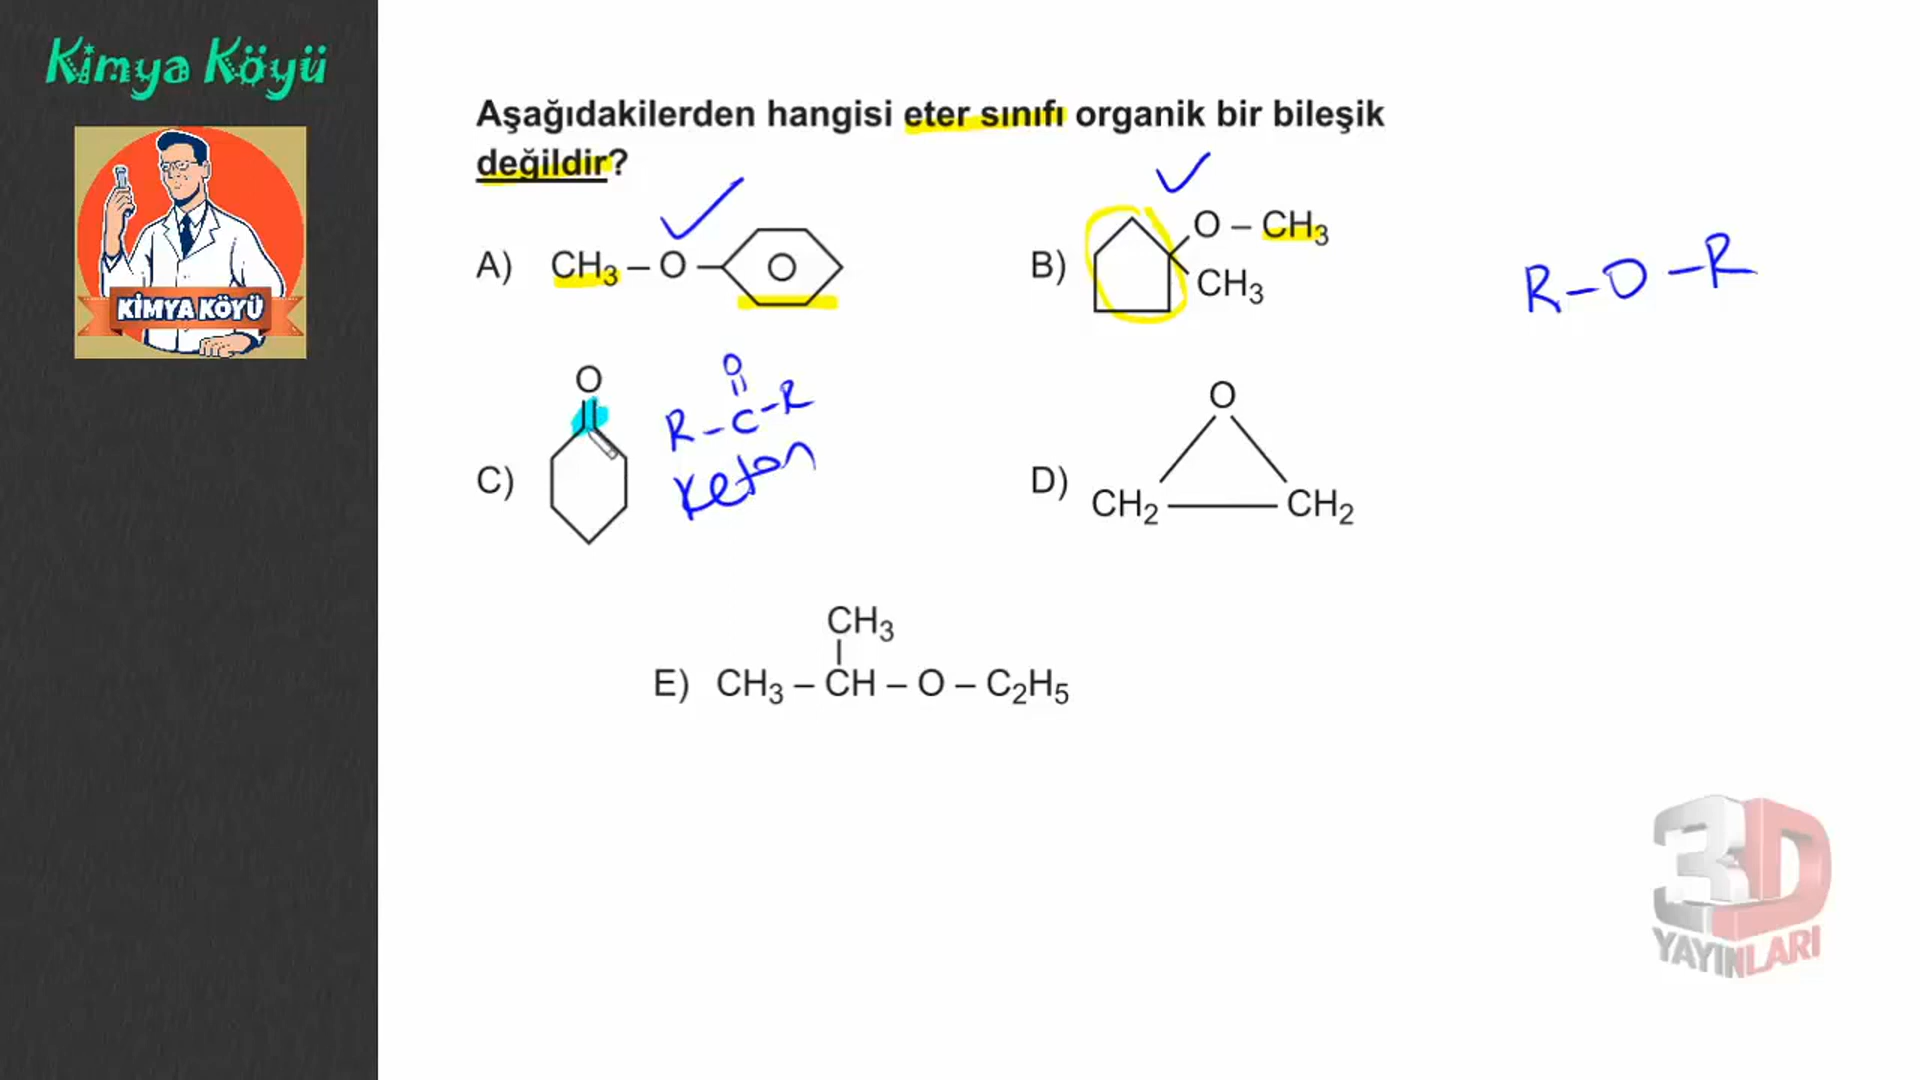 Kimya Köyü
KİMYA KÖYÜ
Aşağıdakilerden hangisi eter sınıfı organik bir bileşik
değildir?
A) CH3 – O
B) O – CH3
CH3
R – O – R
C) O
O
R – C – R
Keton
D) O
CH2 CH2
CH3
E) CH3 – CH – O – C2H5
3D
YAYINLARI